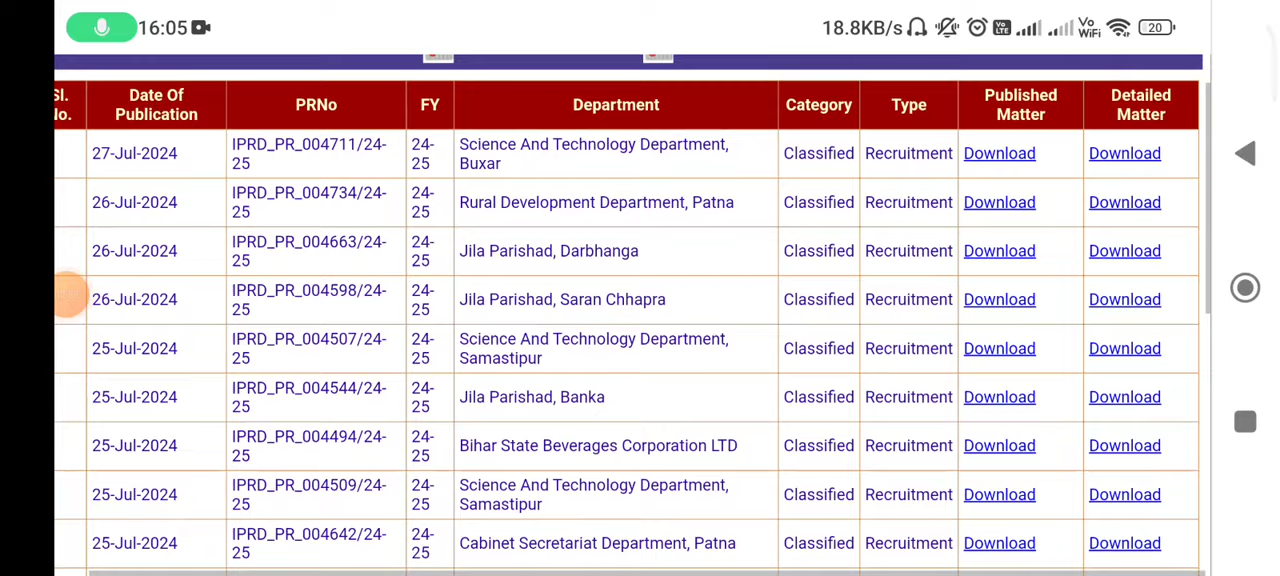 16:05
18.8KB/s
Vo LTE
Vo WiFi
20
Sl. No.
Date Of Publication
PRNo
FY
Department
Category
Type
Published Matter
Detailed Matter
27-Jul-2024
IPRD_PR_004711/24-
25
24-
25
Science And Technology Department,
Buxar
Classified
Recruitment
Download
Download
26-Jul-2024
IPRD_PR_004734/24-
25
24-
25
Rural Development Department, Patna
Classified
Recruitment
Download
Download
26-Jul-2024
IPRD_PR_004663/24-
25
24-
25
Jila Parishad, Darbhanga
Classified
Recruitment
Download
Download
26-Jul-2024
IPRD_PR_004598/24-
25
24-
25
Jila Parishad, Saran Chhapra
Classified
Recruitment
Download
Download
25-Jul-2024
IPRD_PR_004507/24-
25
24-
25
Science And Technology Department,
Samastipur
Classified
Recruitment
Download
Download
25-Jul-2024
IPRD_PR_004544/24-
25
24-
25
Jila Parishad, Banka
Classified
Recruitment
Download
Download
25-Jul-2024
IPRD_PR_004494/24-
25
24-
25
Bihar State Beverages Corporation LTD
Classified
Recruitment
Download
Download
25-Jul-2024
IPRD_PR_004509/24-
25
24-
25
Science And Technology Department,
Samastipur
Classified
Recruitment
Download
Download
25-Jul-2024
IPRD_PR_004642/24-
25
24-
25
Cabinet Secretariat Department, Patna
Classified
Recruitment
Download
Download